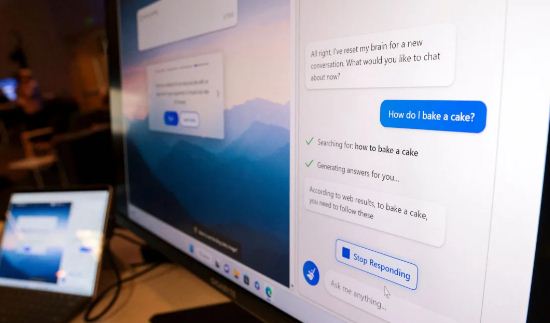 All right, I've reset my brain for a new
conversation. What would you like to chat
about now?
How do I bake a cake?
Searching for: how to bake a cake
Generating answers for you...
According to web results, to bake a cake,
you need to follow these
Stop Responding
Ask me anything...